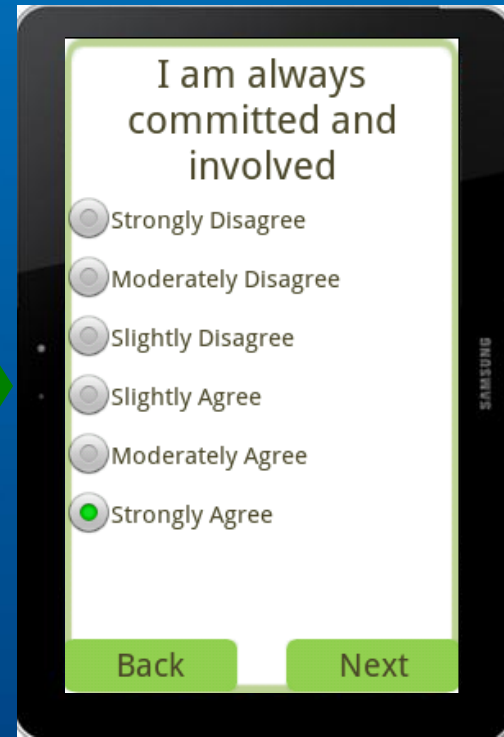 I am always
committed and
involved
Strongly Disagree
Moderately Disagree
Slightly Disagree
Slightly Agree
Moderately Agree
Strongly Agree
Back
Next
SAMSUNG